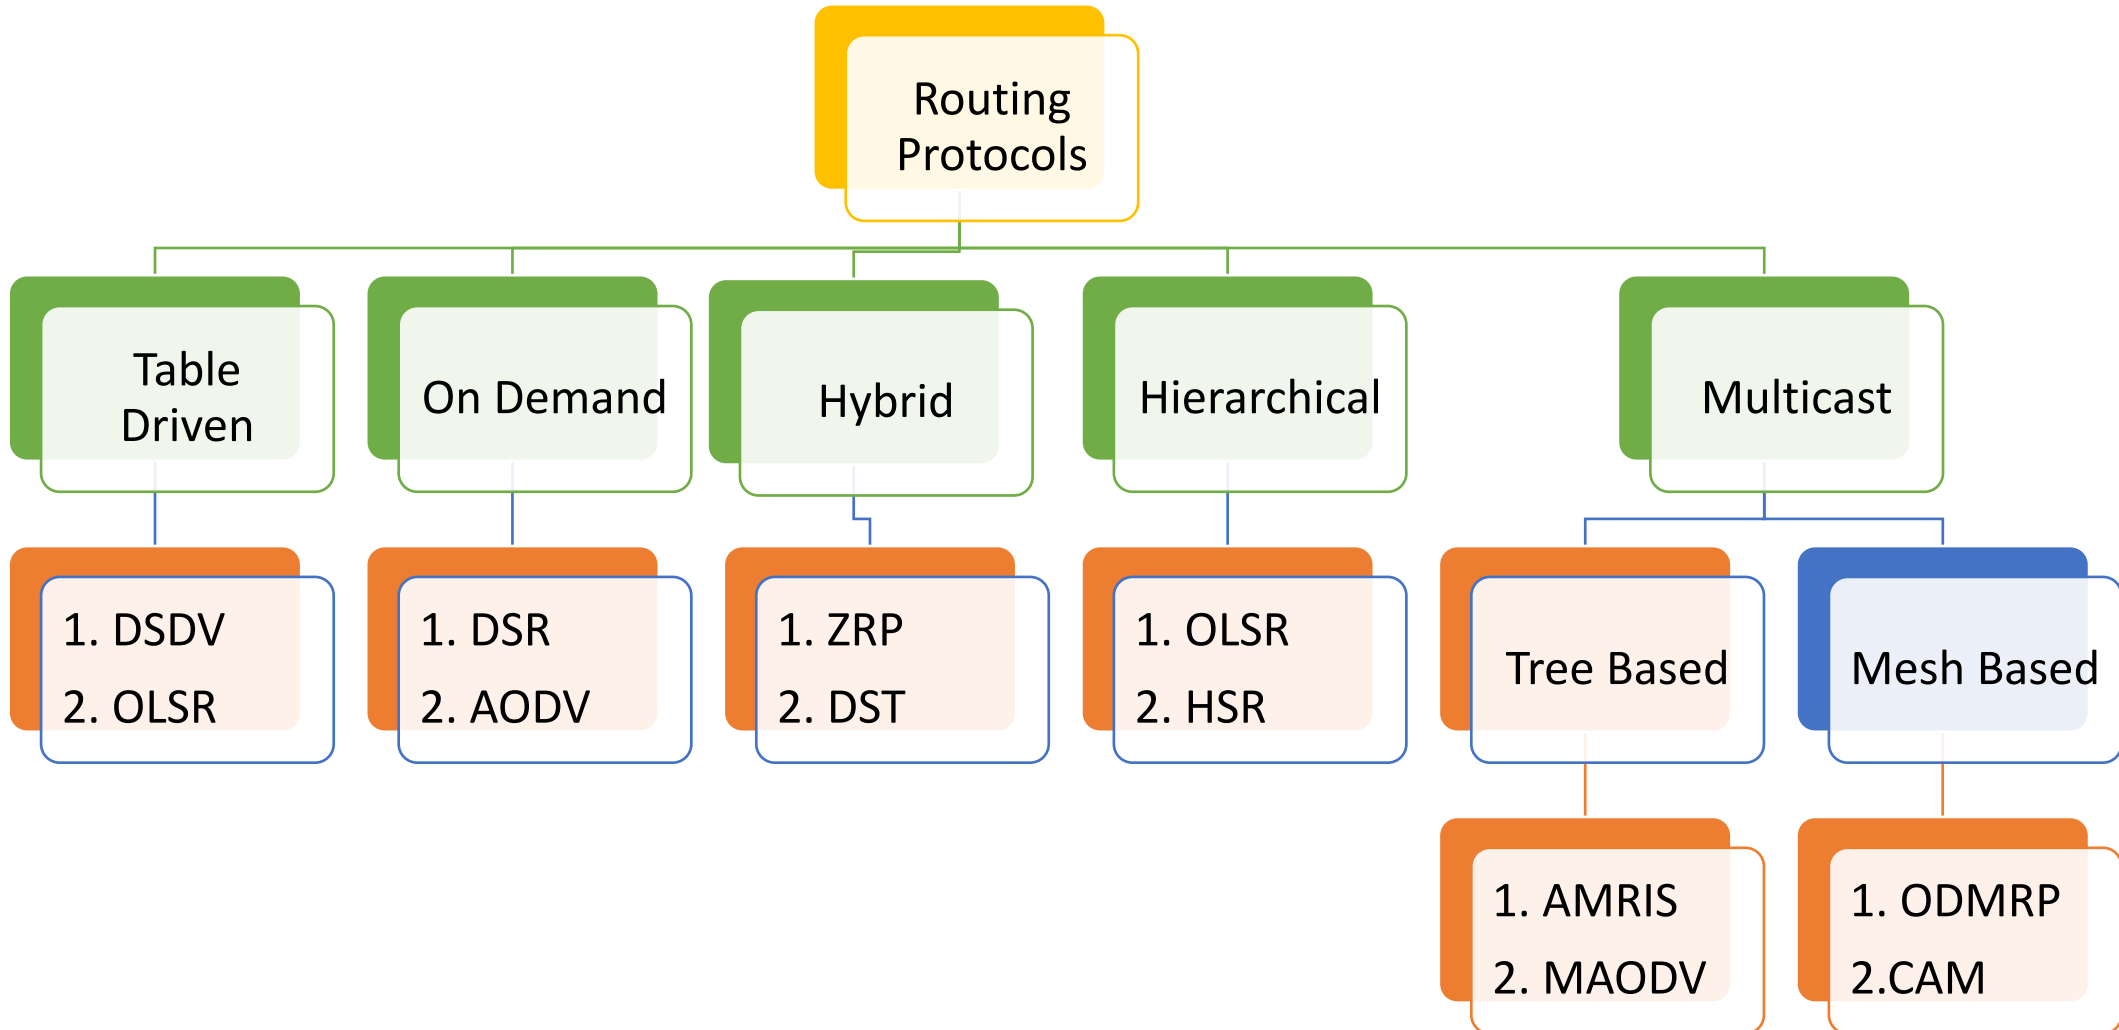 Routing
Protocols
Table
Driven
On Demand
Hybrid
Hierarchical
Multicast
1. DSDV
2. OLSR
1. DSR
2. AODV
1. ZRP
2. DST
1. OLSR
2. HSR
Tree Based
Mesh Based
1. AMRIS
2. MAODV
1. ODMRP
2.CAM